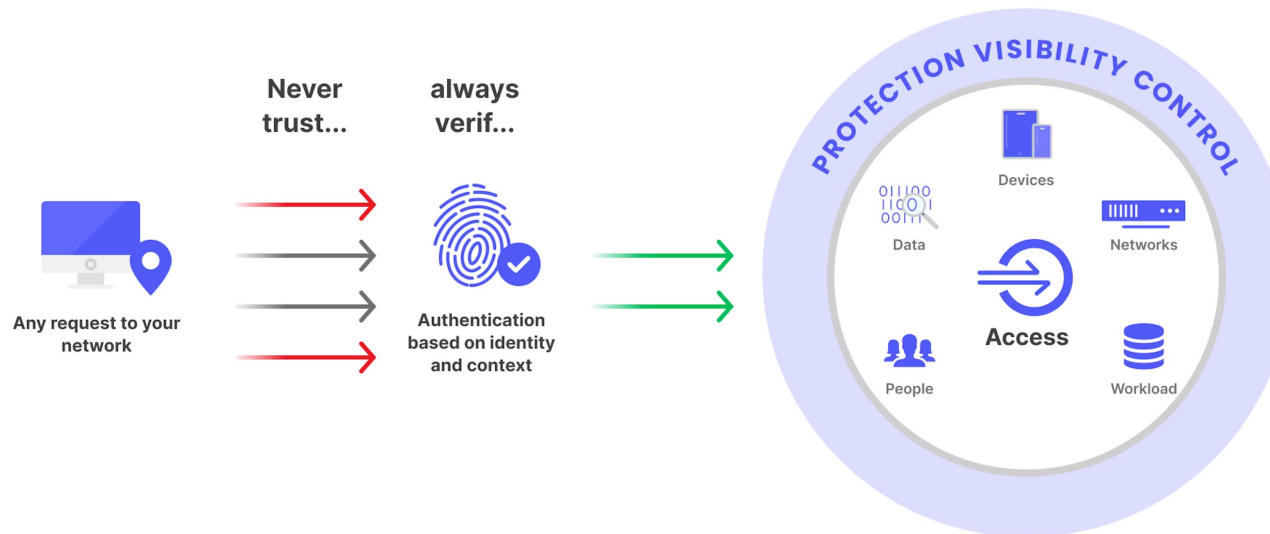 Never
trust...
always
verif...
Any request to your
network
Authentication
based on identity
and context
PROTECTION VISIBILITY CONTROL
Devices
011100
Data
Networks
Access
People
Workload